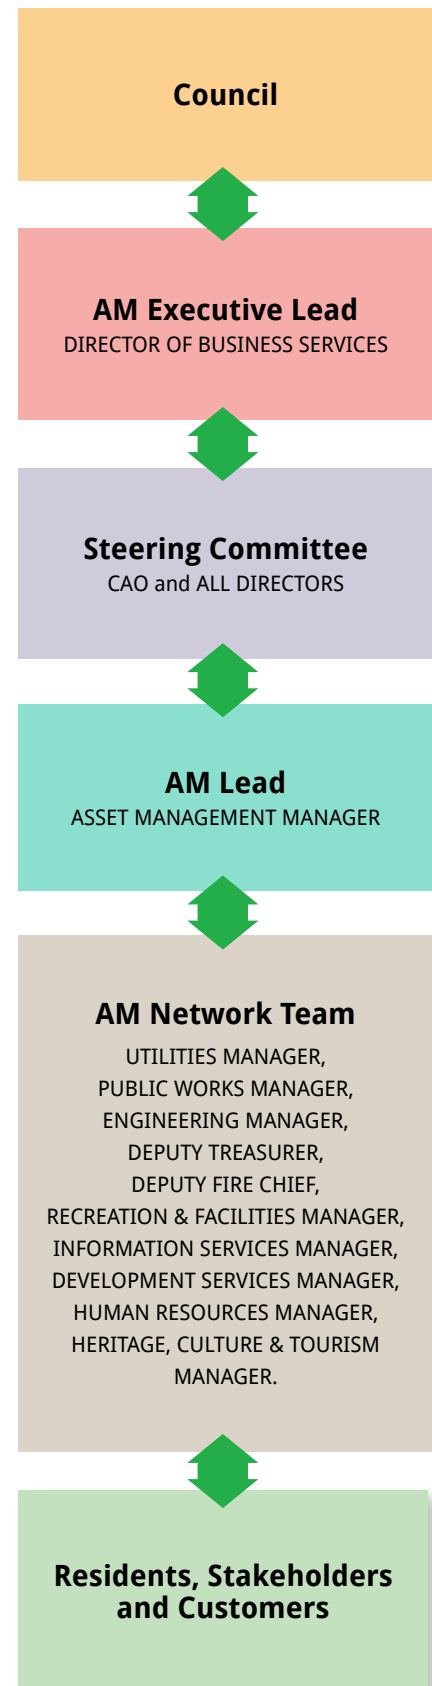 Council
AM Executive Lead
DIRECTOR OF BUSINESS SERVICES
Steering Committee
CAO and ALL DIRECTORS
AM Lead
ASSET MANAGEMENT MANAGER
AM Network Team
UTILITIES MANAGER,
PUBLIC WORKS MANAGER,
ENGINEERING MANAGER,
DEPUTY TREASURER,
DEPUTY FIRE CHIEF,
RECREATION & FACILITIES MANAGER,
INFORMATION SERVICES MANAGER,
DEVELOPMENT SERVICES MANAGER,
HUMAN RESOURCES MANAGER,
HERITAGE, CULTURE & TOURISM
MANAGER.
Residents, Stakeholders
and Customers